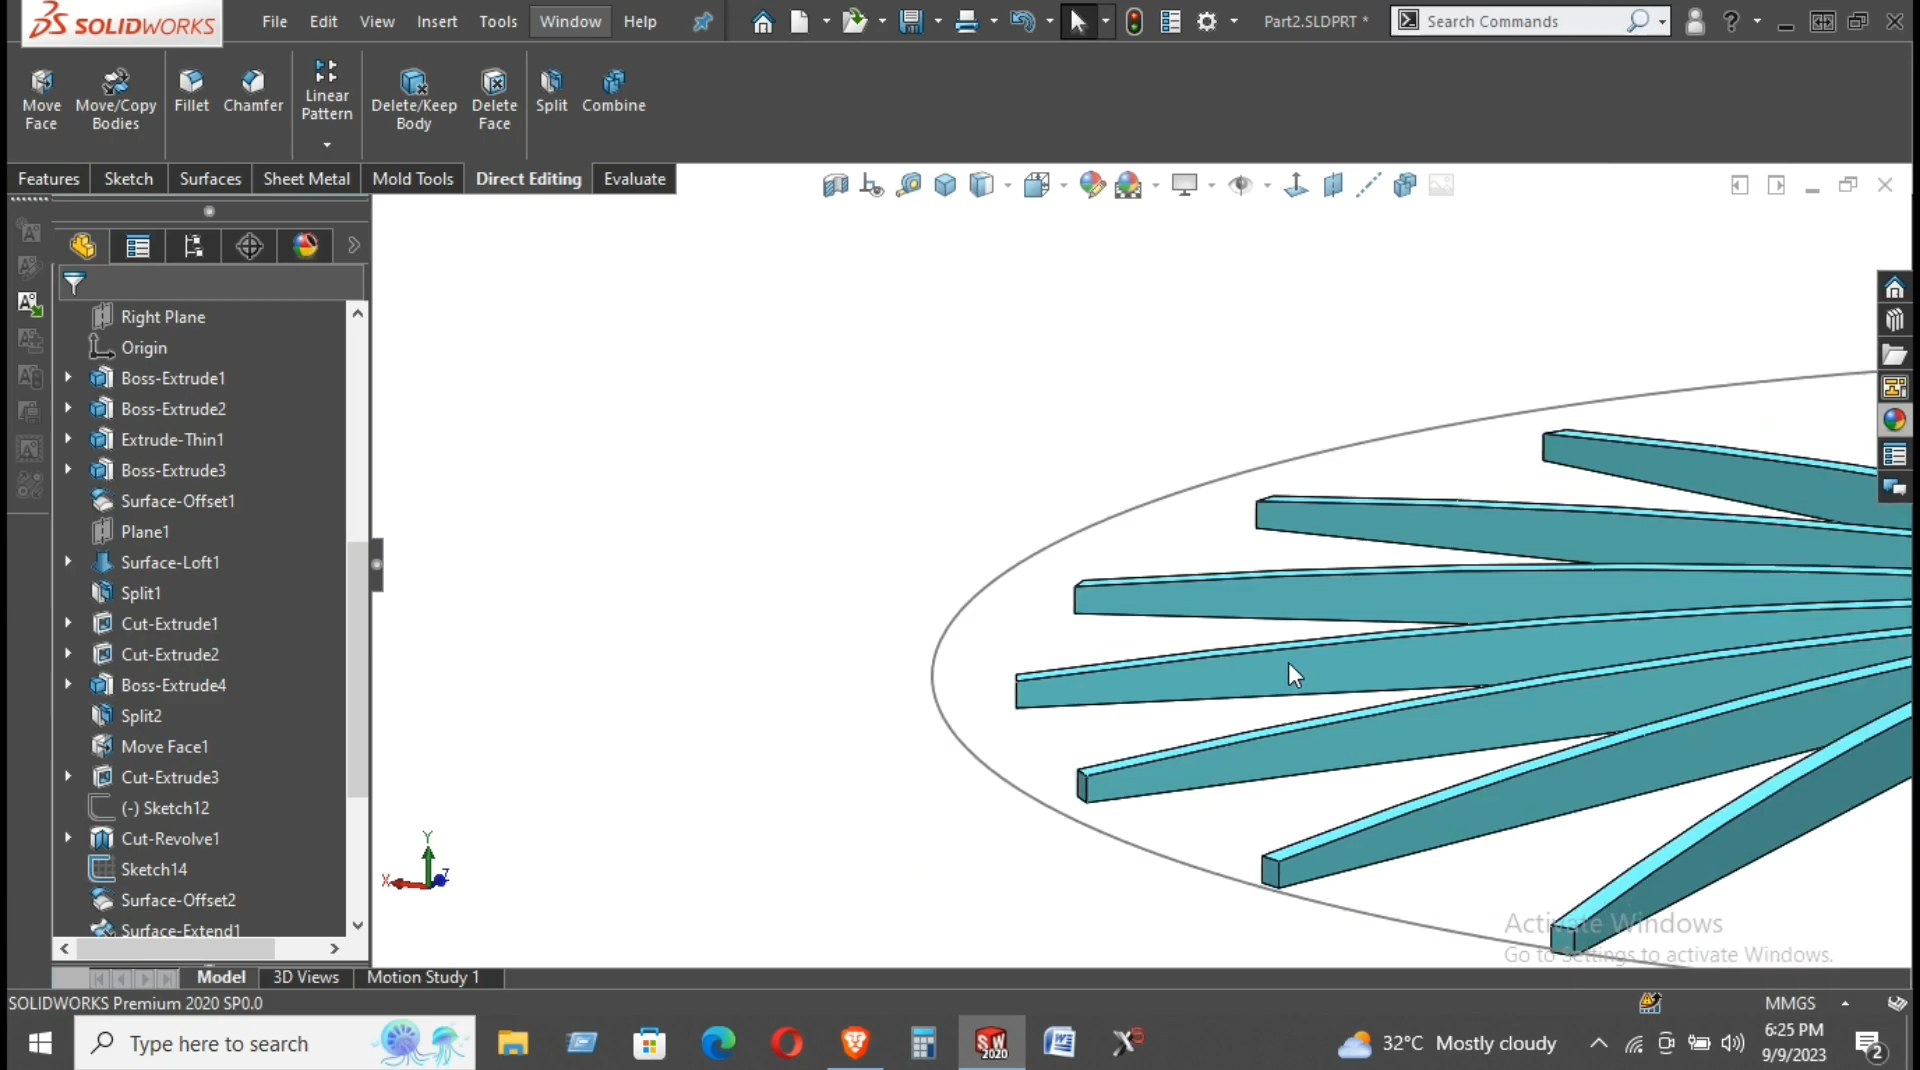 SOLIDWORKS
File Edit View Insert Tools Window Help
Part2.SLDPRT *
Search Commands
Move Face
Move/Copy Bodies
Fillet
Chamfer
Linear Pattern
Delete/Keep Body
Delete Face
Split
Combine
Features Sketch Surfaces Sheet Metal Mold Tools Direct Editing Evaluate
Right Plane
Origin
Boss-Extrude1
Boss-Extrude2
Extrude-Thin1
Boss-Extrude3
Surface-Offset1
Plane1
Surface-Loft1
Split1
Cut-Extrude1
Cut-Extrude2
Boss-Extrude4
Split2
Move Face1
Cut-Extrude3
(-) Sketch12
Cut-Revolve1
Sketch14
Surface-Offset2
Surface-Extend1
Y
X
Z
Activate Windows
Go to Settings to activate Windows.
Model 3D Views Motion Study 1
SOLIDWORKS Premium 2020 SP0.0
MMGS
Type here to search
SW
2020
32°C Mostly cloudy
6:25 PM
9/9/2023
2